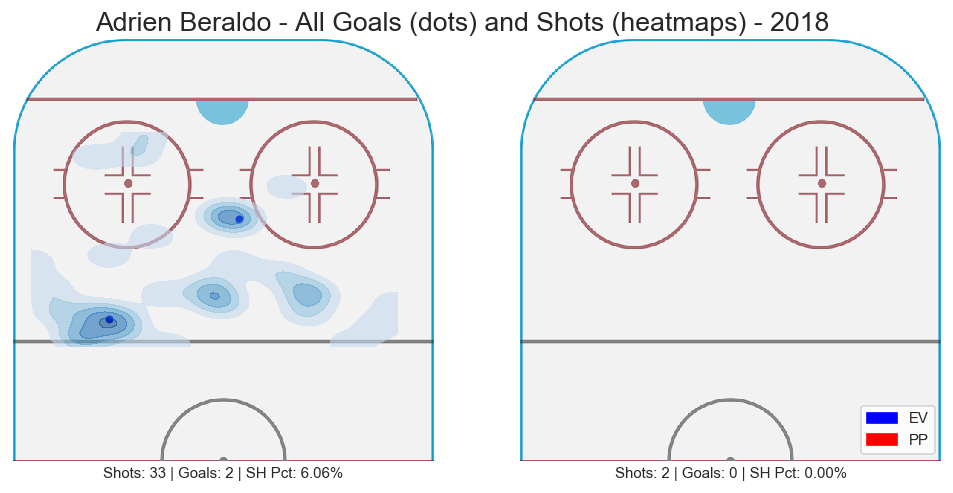 Adrien Beraldo - All Goals (dots) and Shots (heatmaps) - 2018
EV
PP
Shots: 33 | Goals: 2 | SH Pct: 6.06%
Shots: 2 | Goals: 0 | SH Pct: 0.00%